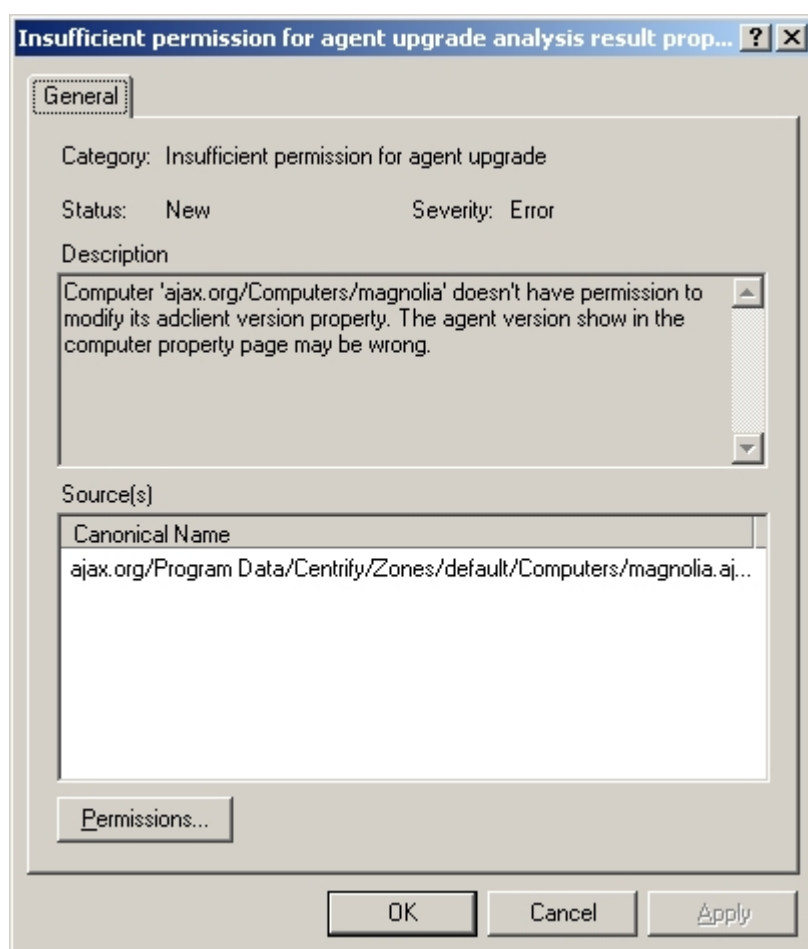 Insufficient permission for agent upgrade analysis result prop...
General
Category: Insufficient permission for agent upgrade
Status: New Severity: Error
Description
Computer 'ajax.org/Computers/magnolia' doesn't have permission to
modify its adclient version property. The agent version show in the
computer property page may be wrong.
Source(s)
Canonical Name
ajax.org/Program Data/Centrify/Zones/default/Computers/magnolia.aj...
Permissions...
OK Cancel Apply